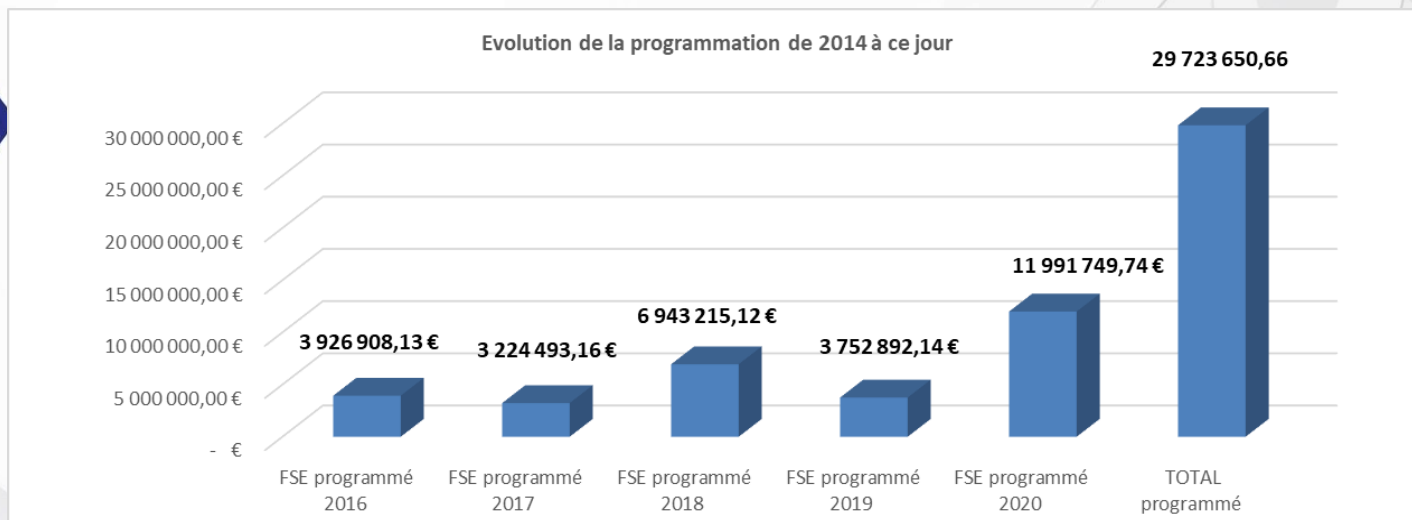 Evolution de la programmation de 2014 à ce jour
29 723 650,66
30 000 000,00 €
25 000 000,00 €
20 000 000,00 €
15 000 000,00 €
10 000 000,00 €
5 000 000,00 €
- €
3 926 908,13 €
3 224 493,16 €
6 943 215,12 €
3 752 892,14 €
11 991 749,74 €
FSE programmé
2016
FSE programmé
2017
FSE programmé
2018
FSE programmé
2019
FSE programmé
2020
TOTAL
programmé